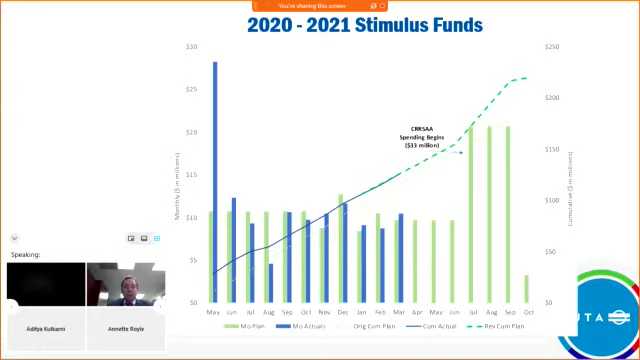 You're sharing this screen
2020 - 2021 Stimulus Funds
$30
$25
$20
$15
$10
$5
$0
Monthly ($ in millions)
$250
$200
$150
$100
$50
$0
Cumulative ($ in millions)
CRRSAA
Spending Begins
($33 million)
May Jun Jul Aug Sep Oct Nov Dec Jan Feb Mar Apr May Jun Jul Aug Sep Oct
Mo Plan Mo Actuals Orig Cum Plan Cum Actual Rev Cum Plan
Speaking:
Aditya Kulkarni
Annette Royle
UTA